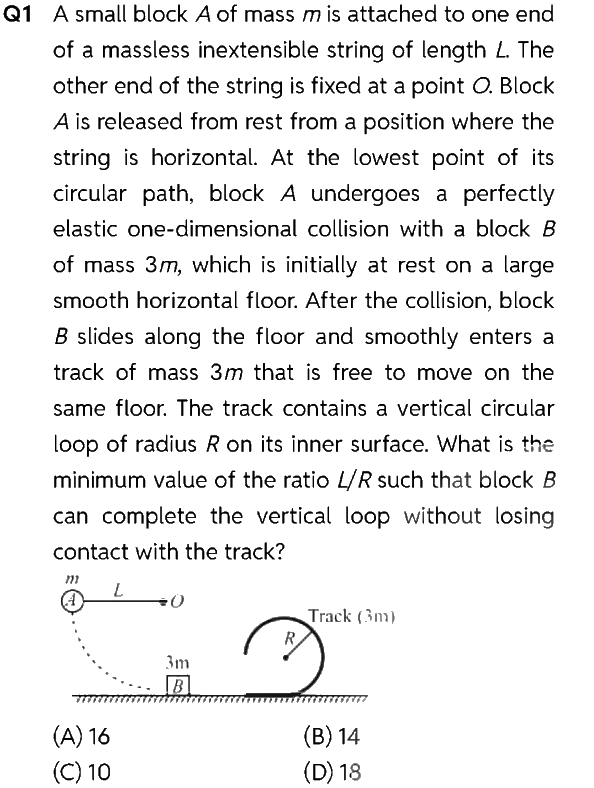 Q1 A small block A of mass m is attached to one end
of a massless inextensible string of length L. The
other end of the string is fixed at a point O. Block
A is released from rest from a position where the
string is horizontal. At the lowest point of its
circular path, block A undergoes a perfectly
elastic one-dimensional collision with a block B
of mass 3m, which is initially at rest on a large
smooth horizontal floor. After the collision, block
B slides along the floor and smoothly enters a
track of mass 3m that is free to move on the
same floor. The track contains a vertical circular
loop of radius R on its inner surface. What is the
minimum value of the ratio L/R such that block B
can complete the vertical loop without losing
contact with the track?
m
A L O
Track (3m)
R
3m
B
(A) 16 (B) 14
(C) 10 (D) 18